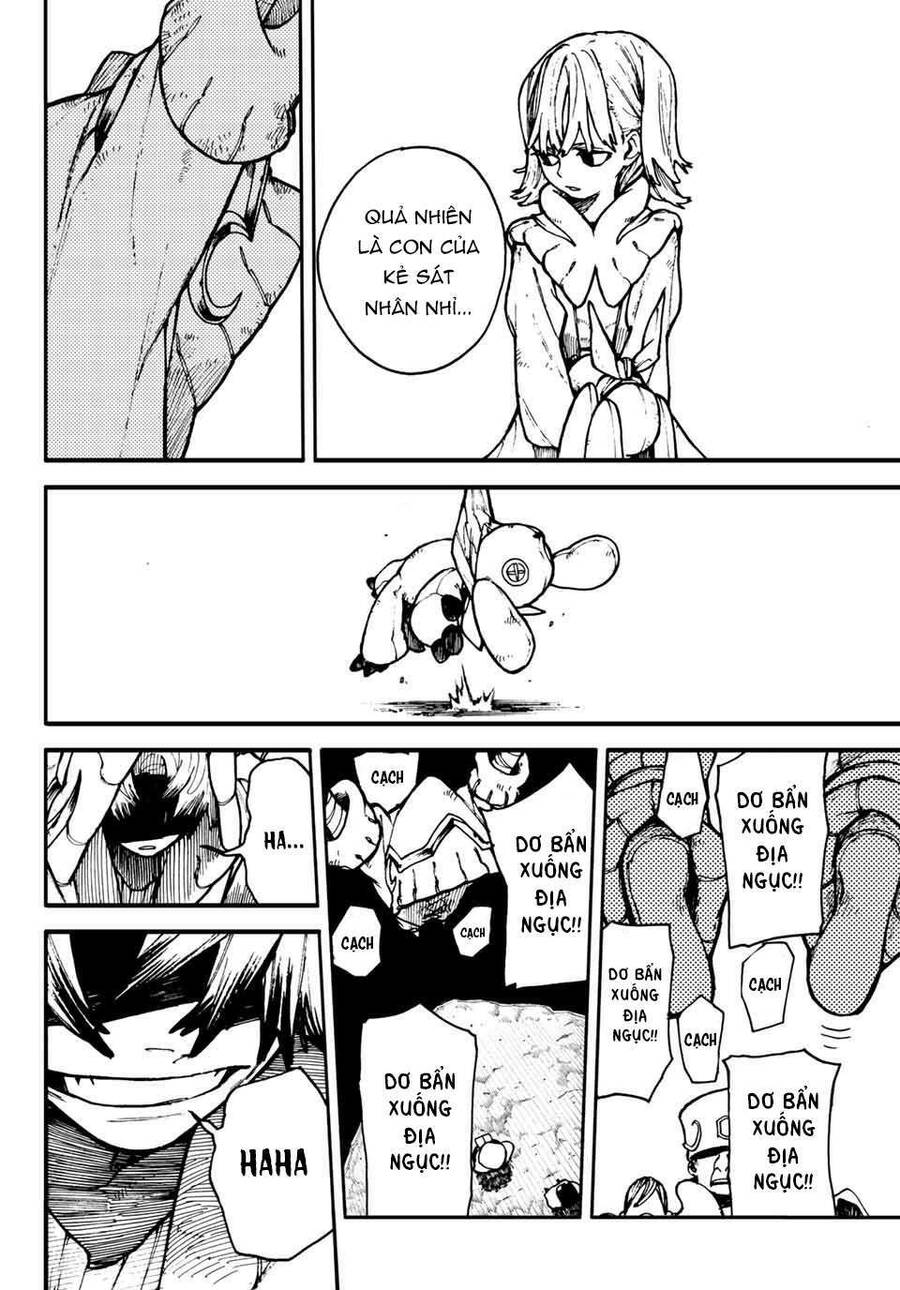 QUẢ NHIÊN
LÀ CON CỦA
KẺ SÁT
NHÂN NHỈ...
DƠ BẨN
XUỐNG
ĐỊA
NGỤC!!
CẠCH
DƠ BẨN
XUỐNG
ĐỊA
NGỤC!!
CẠCH
CẠCH
DƠ BẨN
XUỐNG
ĐỊA
NGỤC!!
CẠCH
DƠ BẨN
XUỐNG
ĐỊA
NGỤC!!
CẠCH
CẠCH
DƠ BẨN
XUỐNG
ĐỊA
NGỤC!!
HA...
HAHA